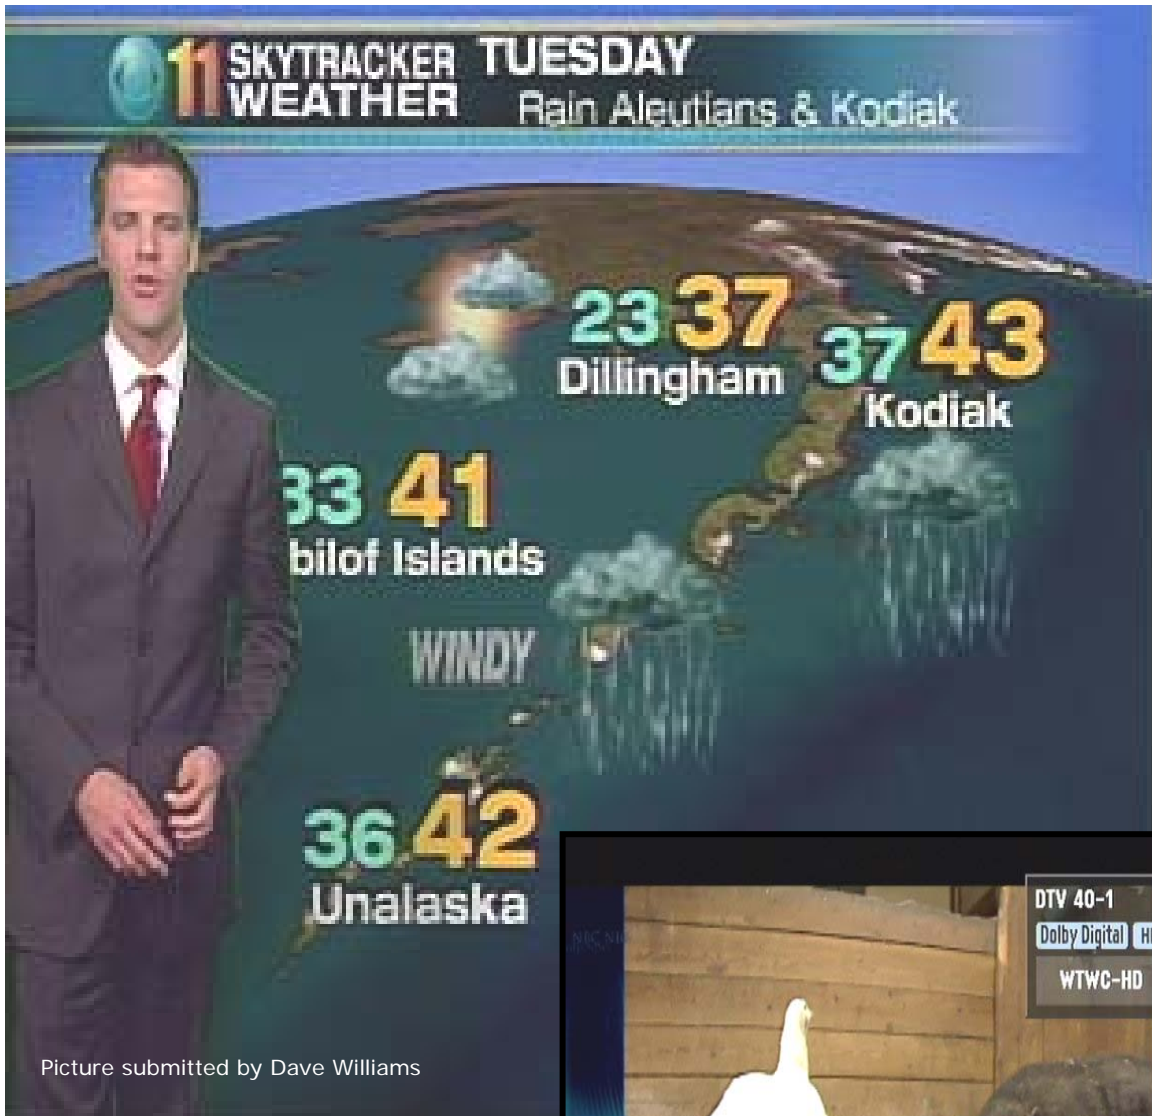 11 SKYTRACKER
WEATHER
TUESDAY
Rain Aleutians & Kodiak
23 37
Dillingham
37 43
Kodiak
33 41
bilof Islands
WINDY
36 42
Unalaska
DTV 40-1
Dolby Digital
WTWC-HD
Picture submitted by Dave Williams